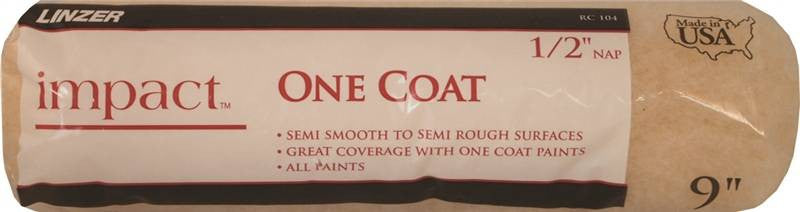 LINZER
RC 104
Made in
USA
1/2" NAP
impact™
ONE COAT
• SEMI SMOOTH TO SEMI ROUGH SURFACES
• GREAT COVERAGE WITH ONE COAT PAINTS
• ALL PAINTS
9"